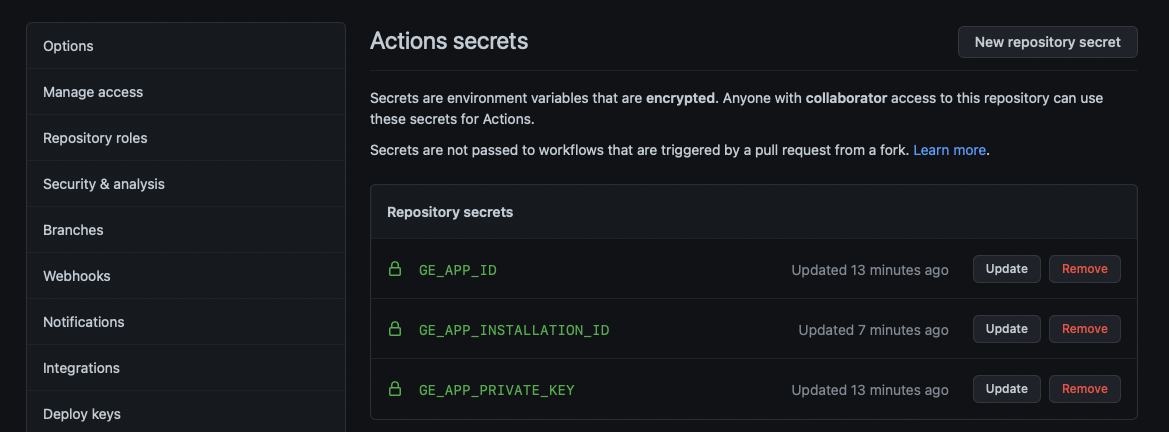 Options
Manage access
Repository roles
Security & analysis
Branches
Webhooks
Notifications
Integrations
Deploy keys
Actions secrets
New repository secret
Secrets are environment variables that are encrypted. Anyone with collaborator access to this repository can use
these secrets for Actions.
Secrets are not passed to workflows that are triggered by a pull request from a fork. Learn more.
Repository secrets
GE_APP_ID Updated 13 minutes ago Update Remove
GE_APP_INSTALLATION_ID Updated 7 minutes ago Update Remove
GE_APP_PRIVATE_KEY Updated 13 minutes ago Update Remove